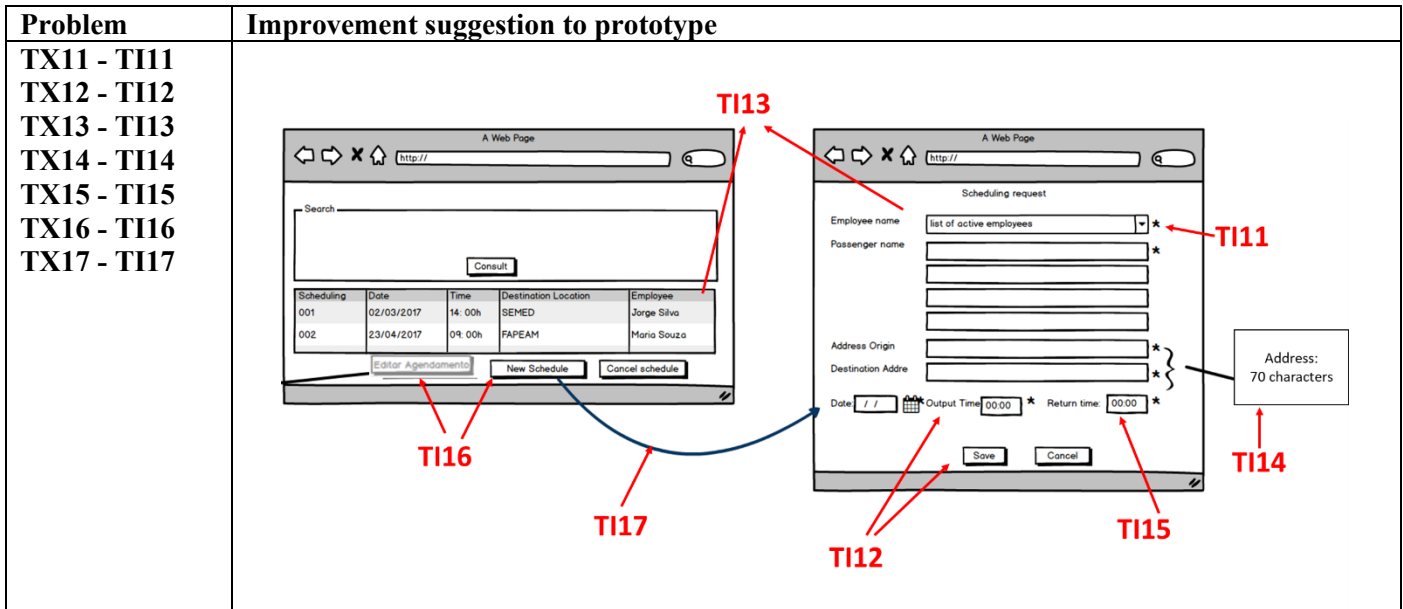 Problem
Improvement suggestion to prototype
TX11 - TI11
TX12 - TI12
TX13 - TI13
TX14 - TI14
TX15 - TI15
TX16 - TI16
TX17 - TI17
TI13
A Web Page
http://
Search
Consult
Scheduling Date Time Destination Location Employee
001 02/03/2017 14: 00h SEMED Jorge Silva
002 23/04/2017 09: 00h FAPEAM Maria Souza
Editar Agendamento New Schedule Cancel schedule
TI16
TI17
A Web Page
http://
Scheduling request
Employee name list of active employees *
TI11
Passenger name *
Address Origin *
Destination Addre *
Address:
70 characters
TI14
Date: / / * Output Time 00:00 * Return time: 00:00 *
Save Cancel
TI12
TI15